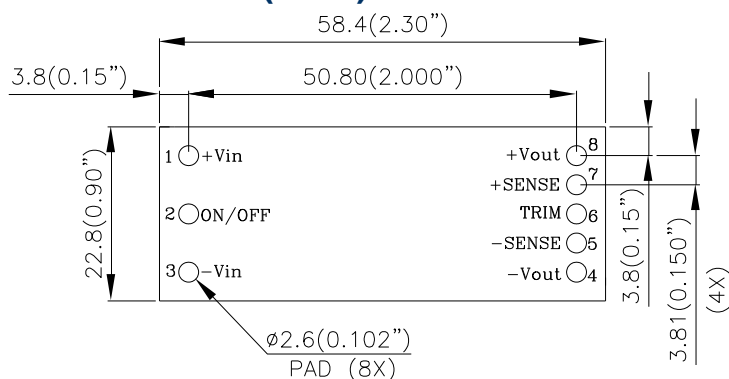 58.4(2.30")
3.8(0.15")
50.80(2.000")
1 +Vin
+Vout 8
+SENSE 7
2 ON/OFF
TRIM 6
-SENSE 5
3 -Vin
-Vout 4
22.8(0.90")
3.8(0.15")
3.81(0.150")
(4X)
ø2.6(0.102")
PAD (8X)